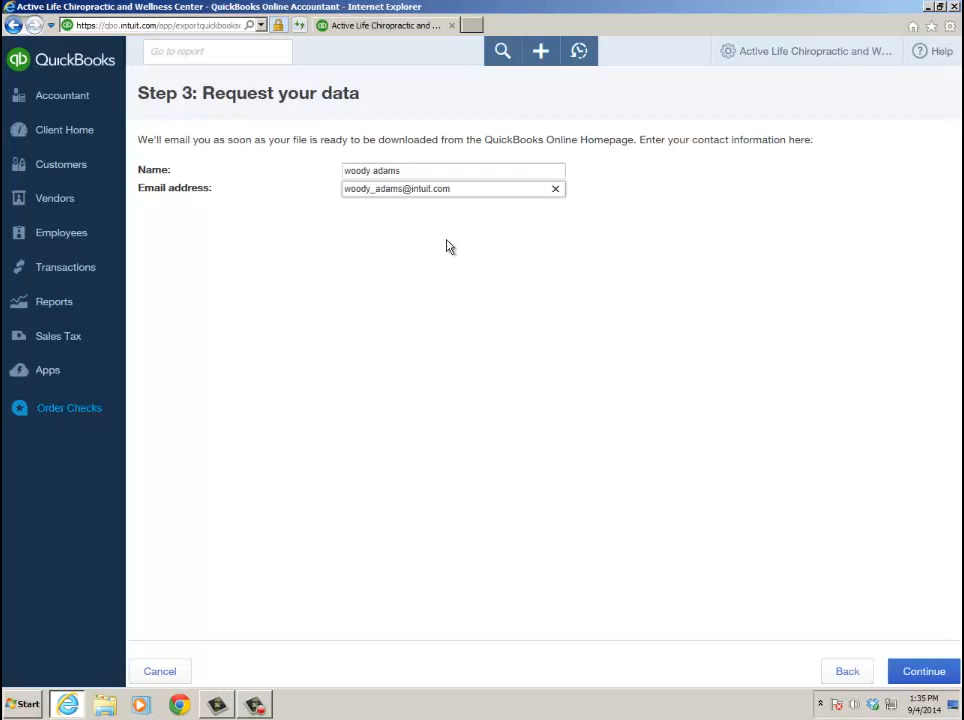 Active Life Chiropractic and Wellness Center - QuickBooks Online Accountant - Internet Explorer
https://qbo.intuit.com/app/exportquickbooks
Active Life Chiropractic and ...
qb QuickBooks
Go to report
Active Life Chiropractic and W...
? Help
Accountant
Client Home
Customers
Vendors
Employees
Transactions
Reports
Sales Tax
Apps
Order Checks
Step 3: Request your data
We'll email you as soon as your file is ready to be downloaded from the QuickBooks Online Homepage. Enter your contact information here:
Name: woody adams
Email address: woody_adams@intuit.com
Cancel
Back
Continue
Start
1:35 PM
9/4/2014